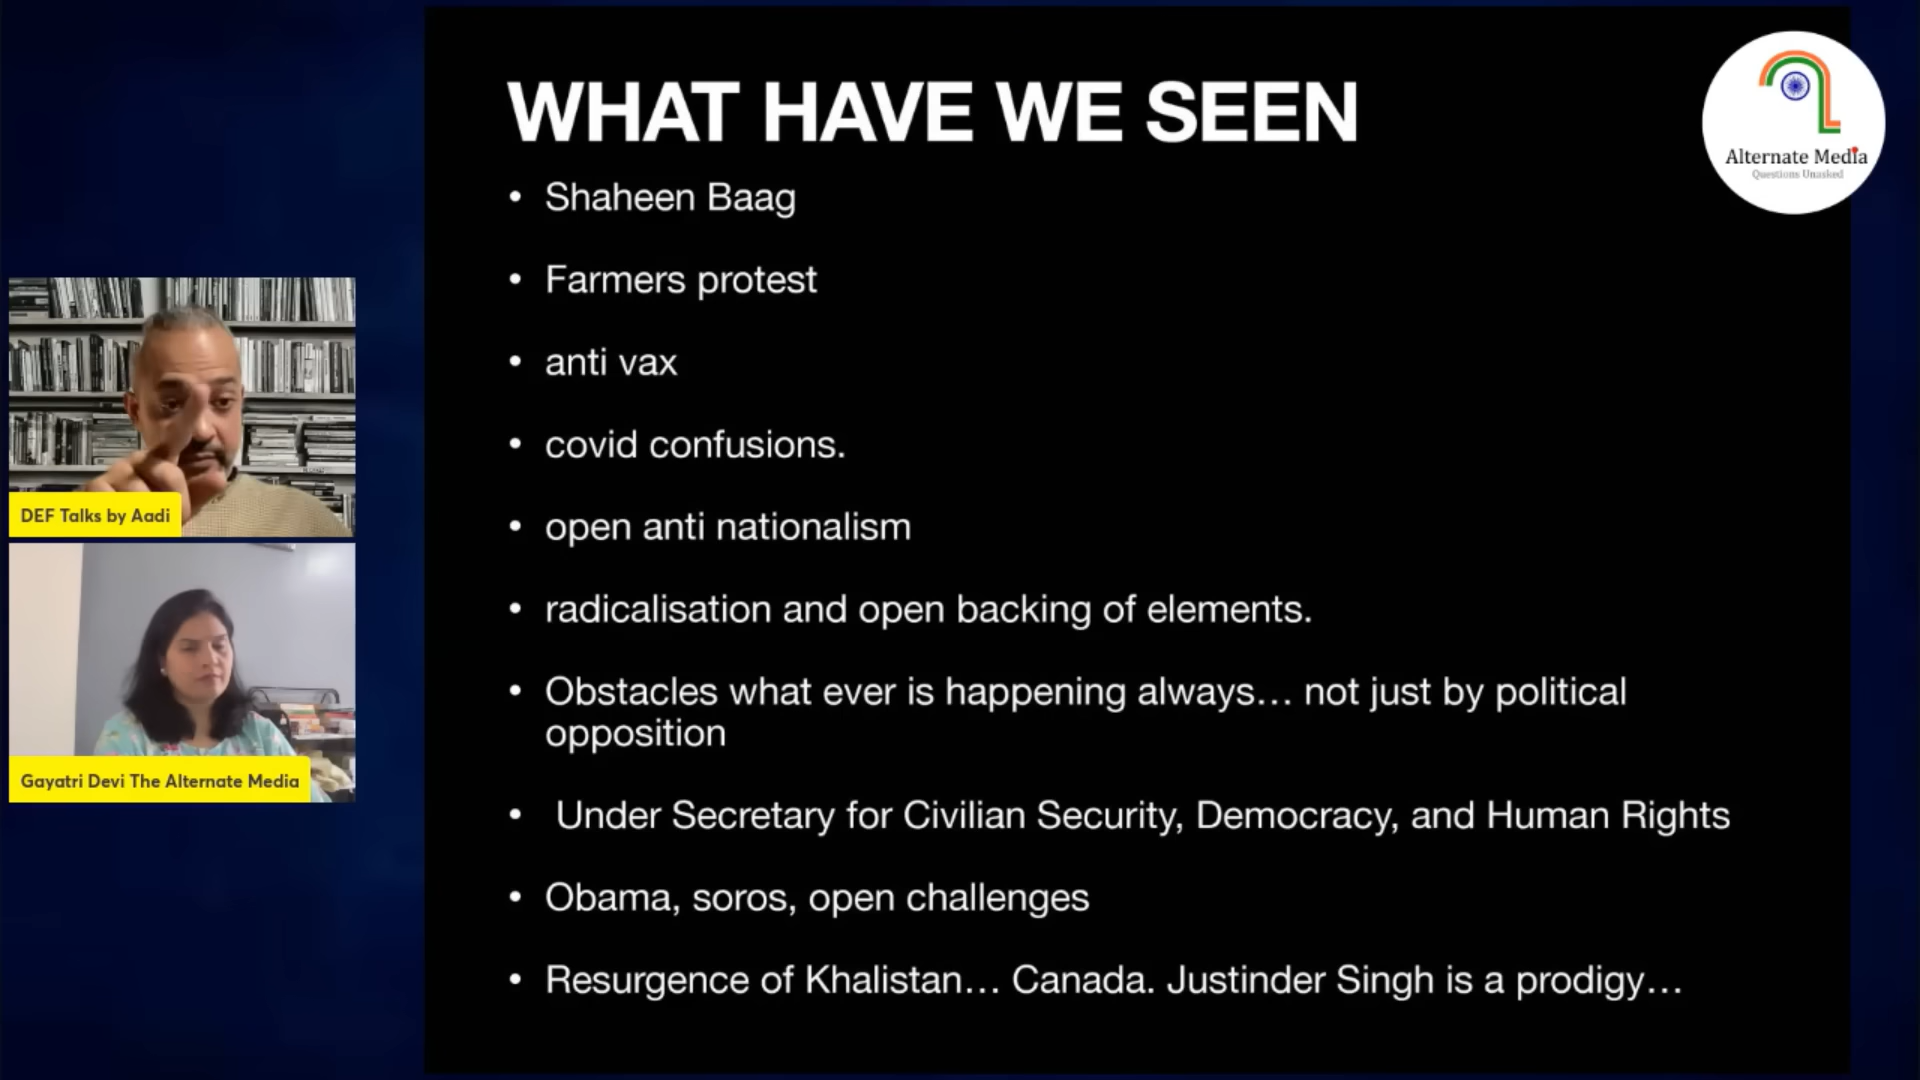 WHAT HAVE WE SEEN
• Shaheen Baag
• Farmers protest
• anti vax
• covid confusions.
• open anti nationalism
• radicalisation and open backing of elements.
• Obstacles what ever is happening always... not just by political
opposition
• Under Secretary for Civilian Security, Democracy, and Human Rights
• Obama, soros, open challenges
• Resurgence of Khalistan... Canada. Justinder Singh is a prodigy...
Alternate Media
Questions Unasked
DEF Talks by Aadi
Gayatri Devi The Alternate Media